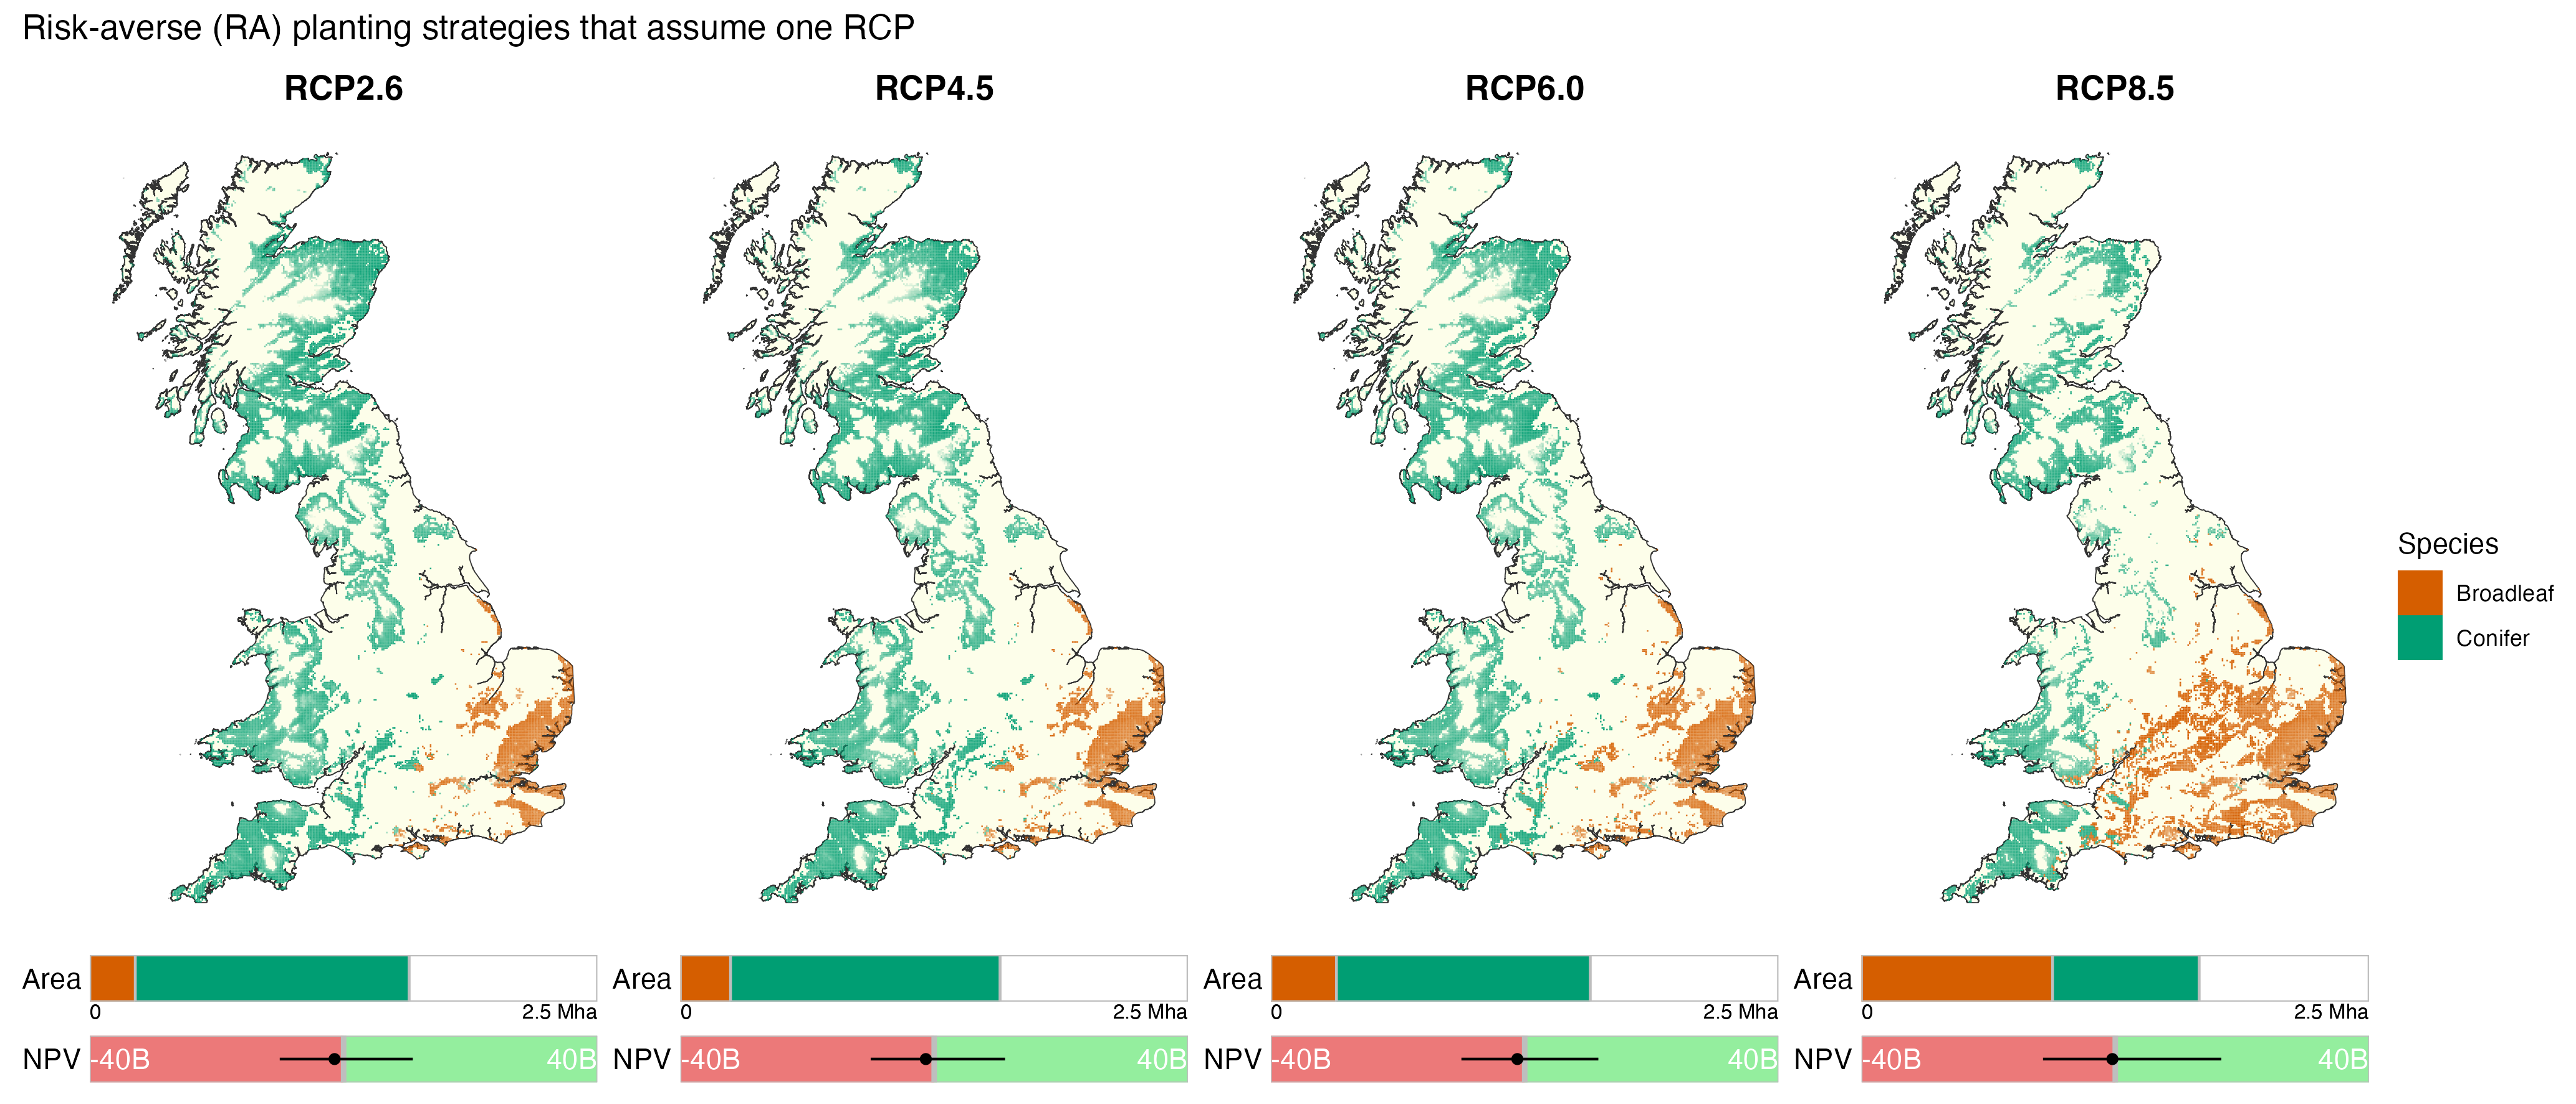 Risk-averse (RA) planting strategies that assume one RCP
RCP2.6 RCP4.5 RCP6.0 RCP8.5
Species
Broadleaf
Conifer
Area Area Area Area
0 2.5 Mha 0 2.5 Mha 0 2.5 Mha 0 2.5 Mha
NPV -40B 40B NPV -40B 40B NPV -40B 40B NPV -40B 40B